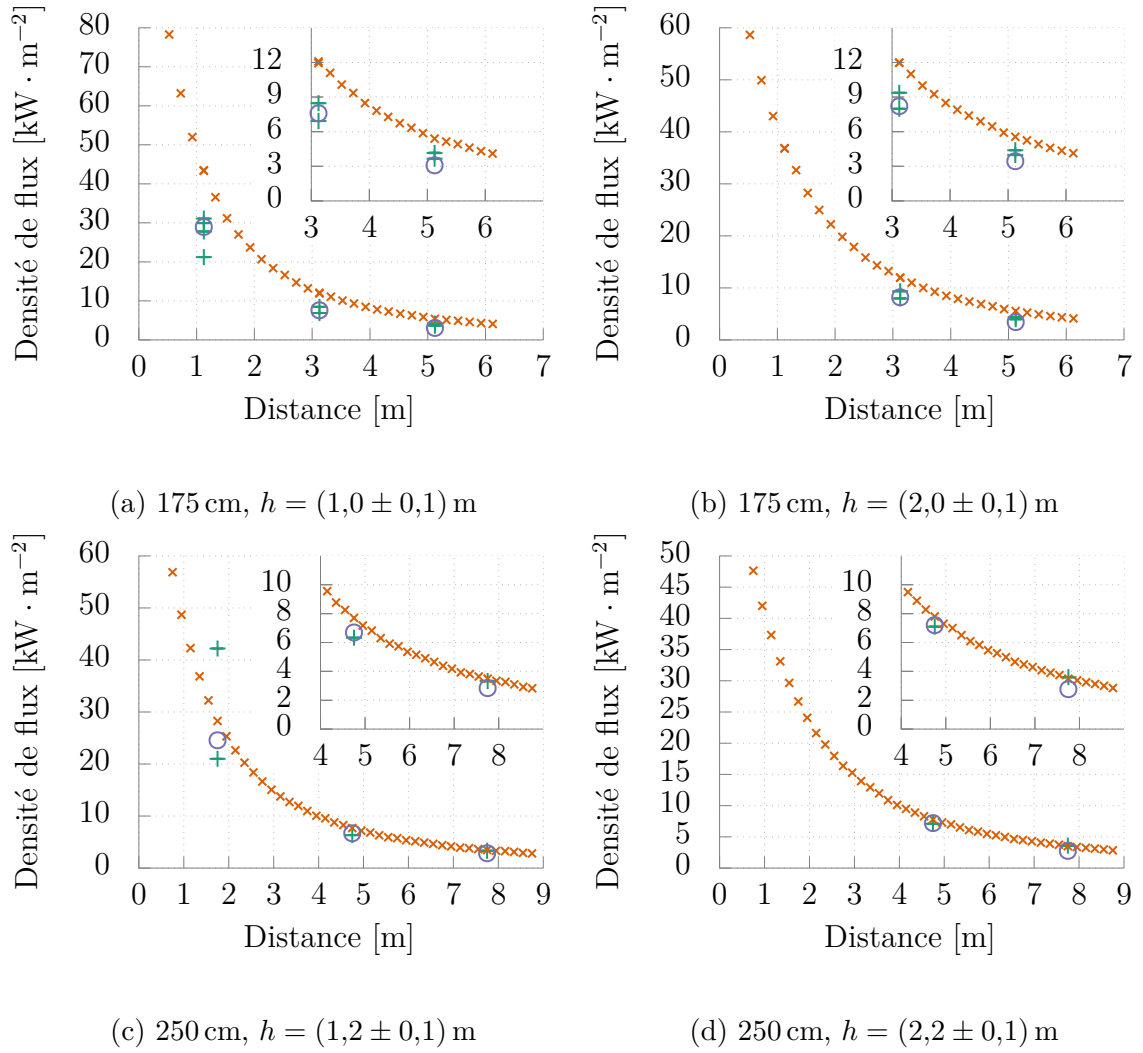 Densité de flux [kW · m⁻²]
80
70
60
50
40
30
20
10
0
0 1 2 3 4 5 6 7
Distance [m]
12
9
6
3
0
3 4 5 6
(a) 175 cm, h = (1,0 ± 0,1) m
Densité de flux [kW · m⁻²]
60
50
40
30
20
10
0
0 1 2 3 4 5 6 7
Distance [m]
12
9
6
3
0
3 4 5 6
(b) 175 cm, h = (2,0 ± 0,1) m
Densité de flux [kW · m⁻²]
60
50
40
30
20
10
0
0 1 2 3 4 5 6 7 8 9
Distance [m]
10
8
6
4
2
0
4 5 6 7 8
(c) 250 cm, h = (1,2 ± 0,1) m
Densité de flux [kW · m⁻²]
50
45
40
35
30
25
20
15
10
5
0
0 1 2 3 4 5 6 7 8 9
Distance [m]
10
8
6
4
2
0
4 5 6 7 8
(d) 250 cm, h = (2,2 ± 0,1) m